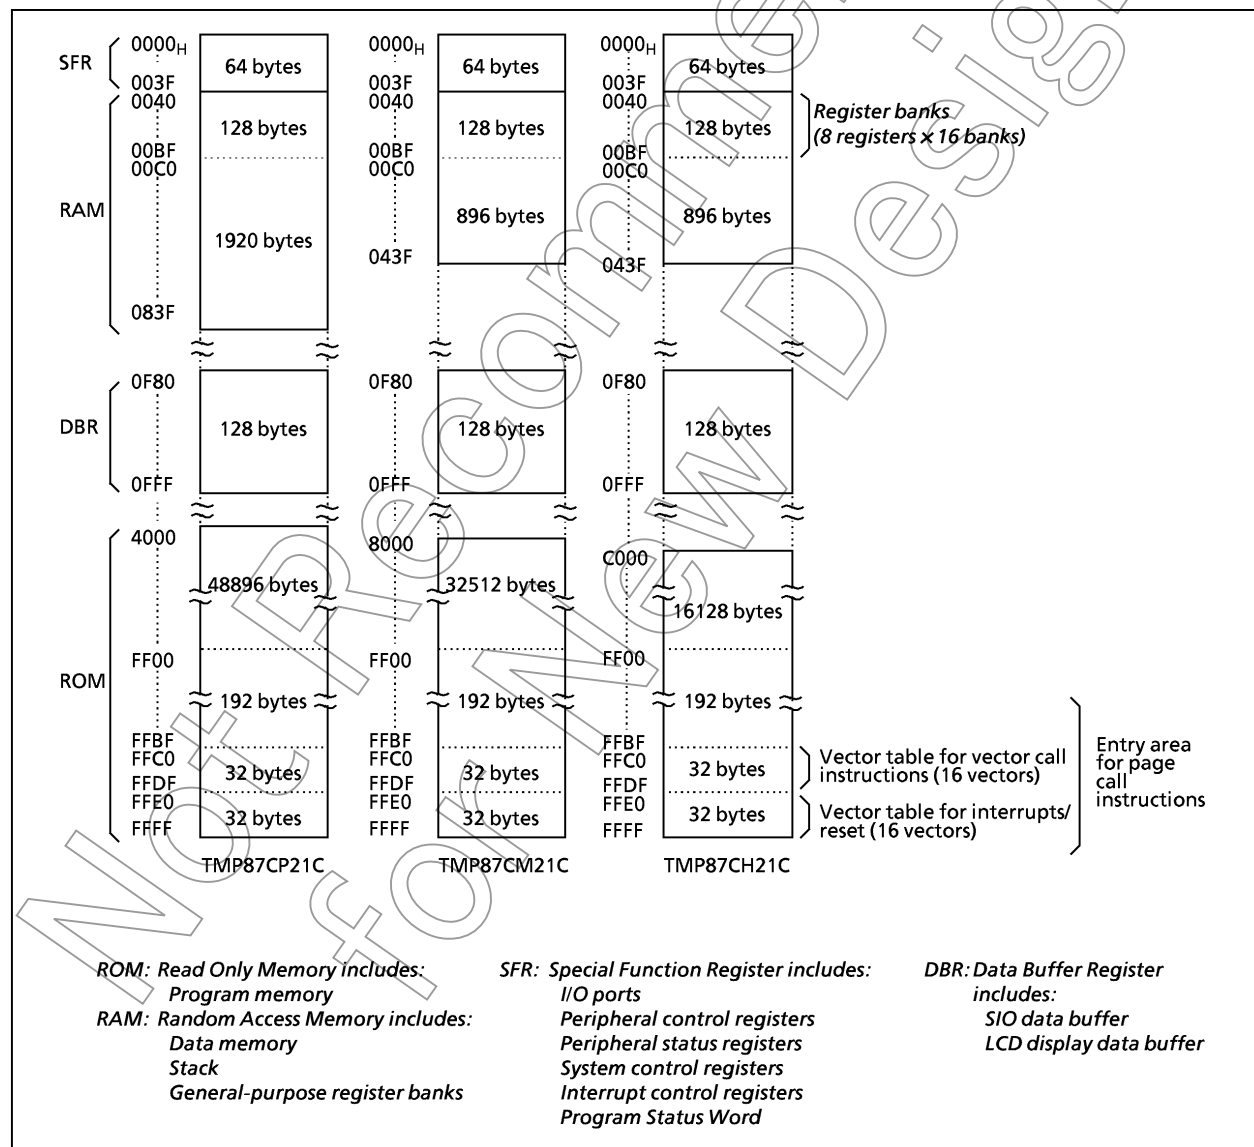 SFR
RAM
DBR
ROM
0000H
003F
0040
00BF
00C0
083F
0F80
0FFF
4000
FF00
FFBF
FFC0
FFDF
FFE0
FFFF
64 bytes
128 bytes
1920 bytes
128 bytes
48896 bytes
192 bytes
32 bytes
32 bytes
TMP87CP21C
0000H
003F
0040
00BF
00C0
043F
0F80
0FFF
8000
FF00
FFBF
FFC0
FFDF
FFE0
FFFF
64 bytes
128 bytes
896 bytes
128 bytes
32512 bytes
192 bytes
32 bytes
32 bytes
TMP87CM21C
0000H
003F
0040
00BF
00C0
043F
0F80
0FFF
C000
FF00
FFBF
FFC0
FFDF
FFE0
FFFF
64 bytes
128 bytes
896 bytes
128 bytes
16128 bytes
192 bytes
32 bytes
32 bytes
TMP87CH21C
Register banks
(8 registers × 16 banks)
Vector table for vector call
instructions (16 vectors)
Vector table for interrupts/
reset (16 vectors)
Entry area
for page
call
instructions
ROM: Read Only Memory includes:
Program memory
RAM: Random Access Memory includes:
Data memory
Stack
General-purpose register banks
SFR: Special Function Register includes:
I/O ports
Peripheral control registers
Peripheral status registers
System control registers
Interrupt control registers
Program Status Word
DBR: Data Buffer Register
includes:
SIO data buffer
LCD display data buffer
Not Recomme
for New Desig